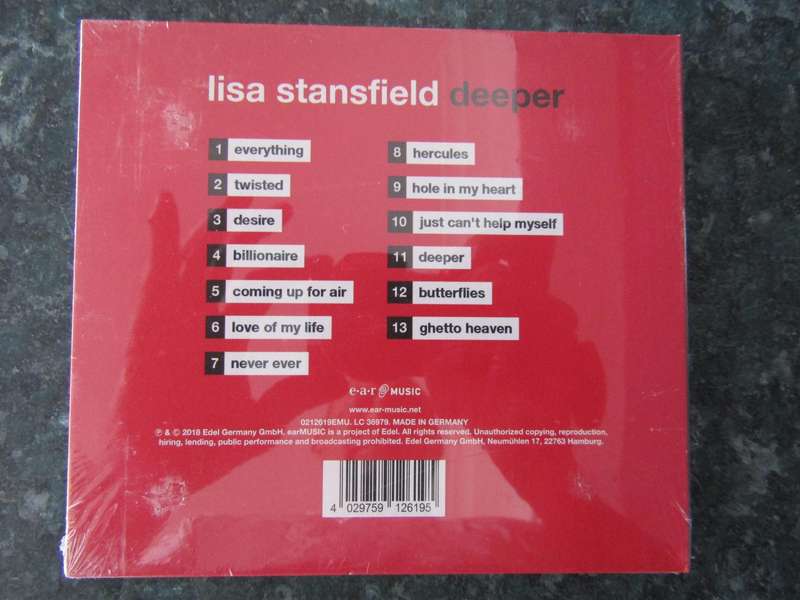 lisa stansfield deeper
1 everything
2 twisted
3 desire
4 billionaire
5 coming up for air
6 love of my life
7 never ever
8 hercules
9 hole in my heart
10 just can't help myself
11 deeper
12 butterflies
13 ghetto heaven
e·a·r MUSIC
www.ear-music.net
0212619EMU. LC 36979. MADE IN GERMANY
℗ & © 2018 Edel Germany GmbH, earMUSIC is a project of Edel. All rights reserved. Unauthorized copying, reproduction,
hiring, lending, public performance and broadcasting prohibited. Edel Germany GmbH, Neumühlen 17, 22763 Hamburg.
4 029759 126195